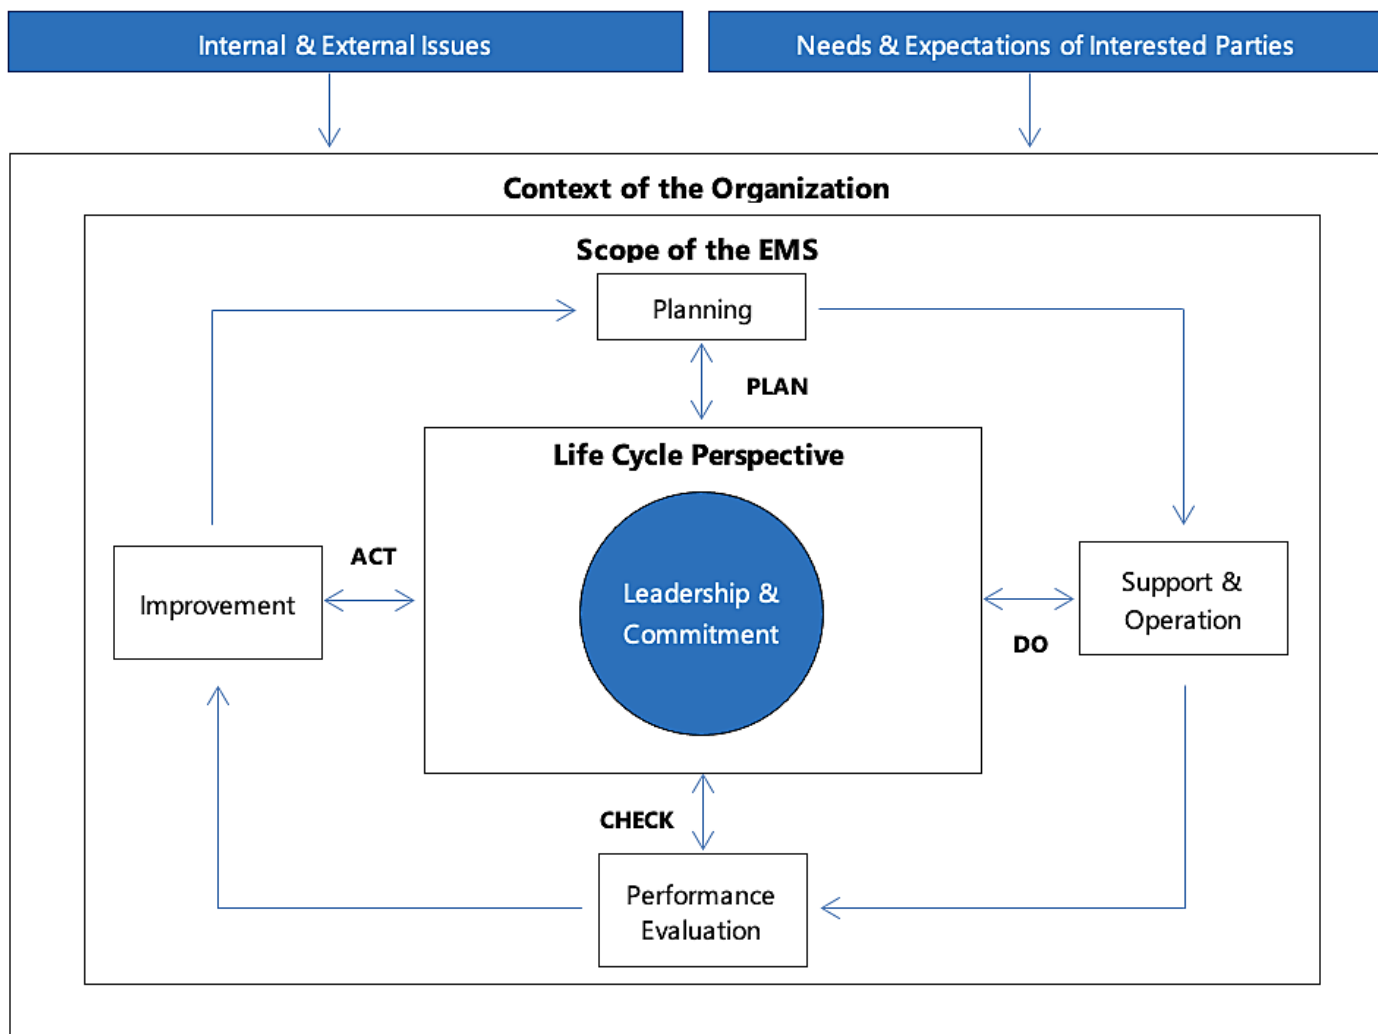 Internal & External Issues
Needs & Expectations of Interested Parties
Context of the Organization
Scope of the EMS
Planning
PLAN
Life Cycle Perspective
ACT
Improvement
Leadership &
Commitment
Support &
Operation
DO
CHECK
Performance
Evaluation